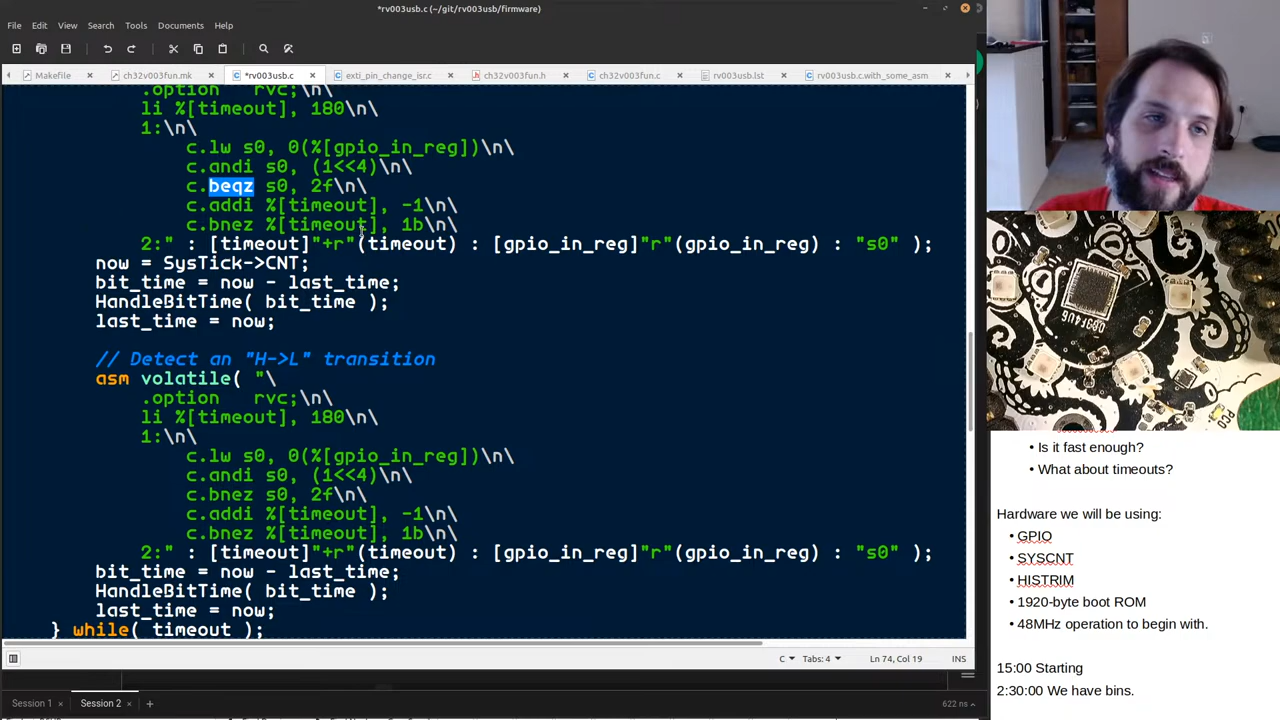 *rv003usb.c (~/git/rv003usb/firmware)
File Edit View Search Tools Documents Help
Makefile ch32v003fun.mk *rv003usb.c exti_pin_change_isr.c ch32v003fun.h ch32v003fun.c rv003usb.lst rv003usb.c.with_some_asm
.option rvc;\n\
li %[timeout], 180\n\
1:\n\
c.lw s0, 0(%[gpio_in_reg])\n\
c.andi s0, (1<<4)\n\
c.beqz s0, 2f\n\
c.addi %[timeout], -1\n\
c.bnez %[timeout], 1b\n\
2:" : [timeout]"+r"(timeout) : [gpio_in_reg]"r"(gpio_in_reg) : "s0" );
now = SysTick->CNT;
bit_time = now - last_time;
HandleBitTime( bit_time );
last_time = now;
// Detect an "H->L" transition
asm volatile( "\
.option rvc;\n\
li %[timeout], 180\n\
1:\n\
c.lw s0, 0(%[gpio_in_reg])\n\
c.andi s0, (1<<4)\n\
c.bnez s0, 2f\n\
c.addi %[timeout], -1\n\
c.bnez %[timeout], 1b\n\
2:" : [timeout]"+r"(timeout) : [gpio_in_reg]"r"(gpio_in_reg) : "s0" );
bit_time = now - last_time;
HandleBitTime( bit_time );
last_time = now;
} while( timeout );
C Tabs: 4 Ln 74, Col 19 INS
Session 1 Session 2
622 ns
• Is it fast enough?
• What about timeouts?
Hardware we will be using:
• GPIO
• SYSCNT
• HISTRIM
• 1920-byte boot ROM
• 48MHz operation to begin with.
15:00 Starting
2:30:00 We have bins.